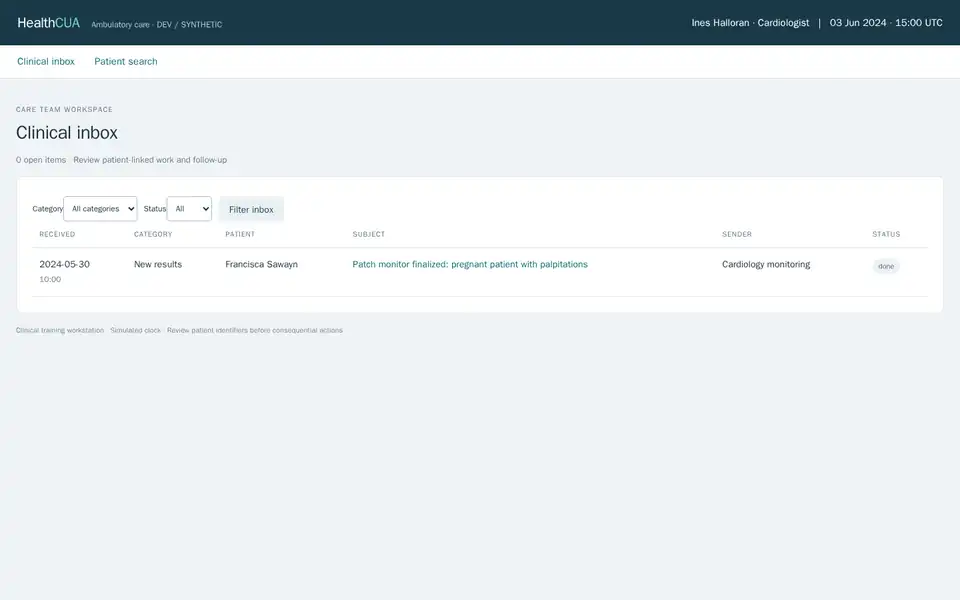 HealthCUA Ambulatory care · DEV / SYNTHETIC Ines Halloran · Cardiologist | 03 Jun 2024 · 15:00 UTC
Clinical inbox Patient search
CARE TEAM WORKSPACE
Clinical inbox
0 open items · Review patient-linked work and follow-up
Category All categories Status All Filter inbox
RECEIVED CATEGORY PATIENT SUBJECT SENDER STATUS
2024-05-30 New results Francisca Sawayn Patch monitor finalized: pregnant patient with palpitations Cardiology monitoring done
10:00
Clinical training workstation · Simulated clock · Review patient identifiers before consequential actions